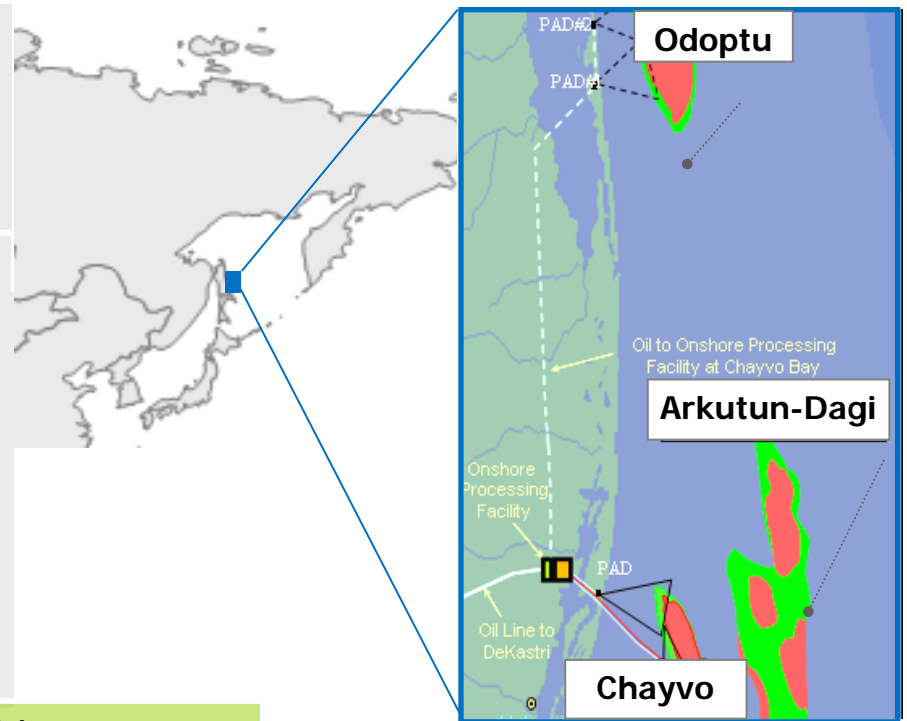 PAD#2
Odoptu
PAD#1
Oil to Onshore Processing
Facility at Chayvo Bay
Arkutun-Dagi
Onshore
Processing
Facility
PAD
Oil Line to
DeKastri
Chayvo